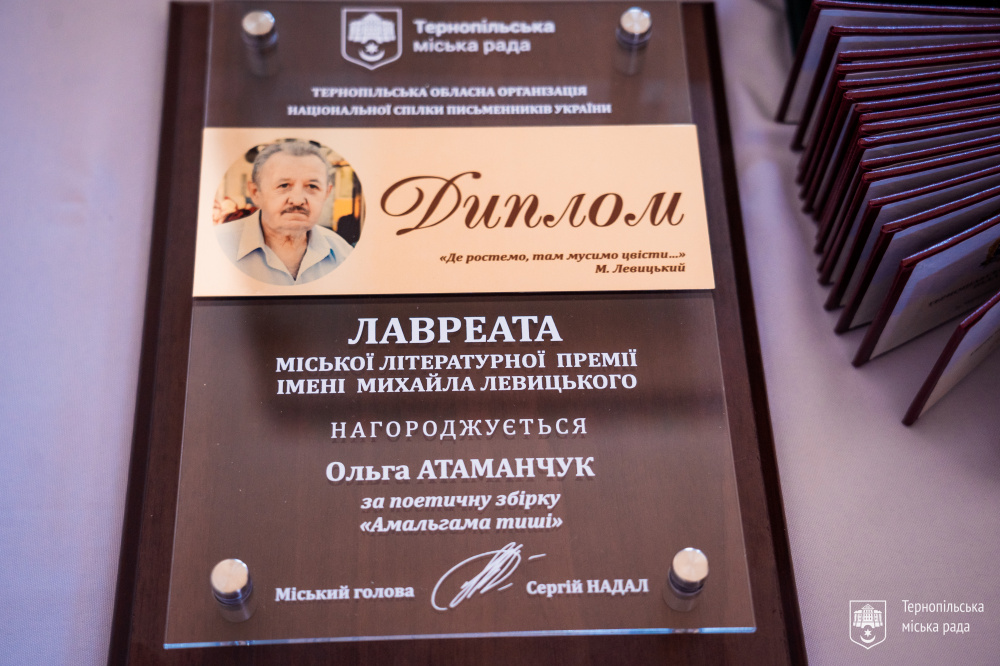 Тернопільська
міська рада
ТЕРНОПІЛЬСЬКА ОБЛАСНА ОРГАНІЗАЦІЯ
НАЦІОНАЛЬНОЇ СПІЛКИ ПИСЬМЕННИКІВ УКРАЇНИ
Диплом
«Де ростемо, там мусимо цвісти...»
М. Левицький
ЛАВРЕАТА
МІСЬКОЇ ЛІТЕРАТУРНОЇ ПРЕМІЇ
ІМЕНІ МИХАЙЛА ЛЕВИЦЬКОГО
НАГОРОДЖУЄТЬСЯ
Ольга АТАМАНЧУК
за поетичну збірку
«Амальгама тиші»
Міський голова Сергій НАДАЛ
Тернопільська
міська рада